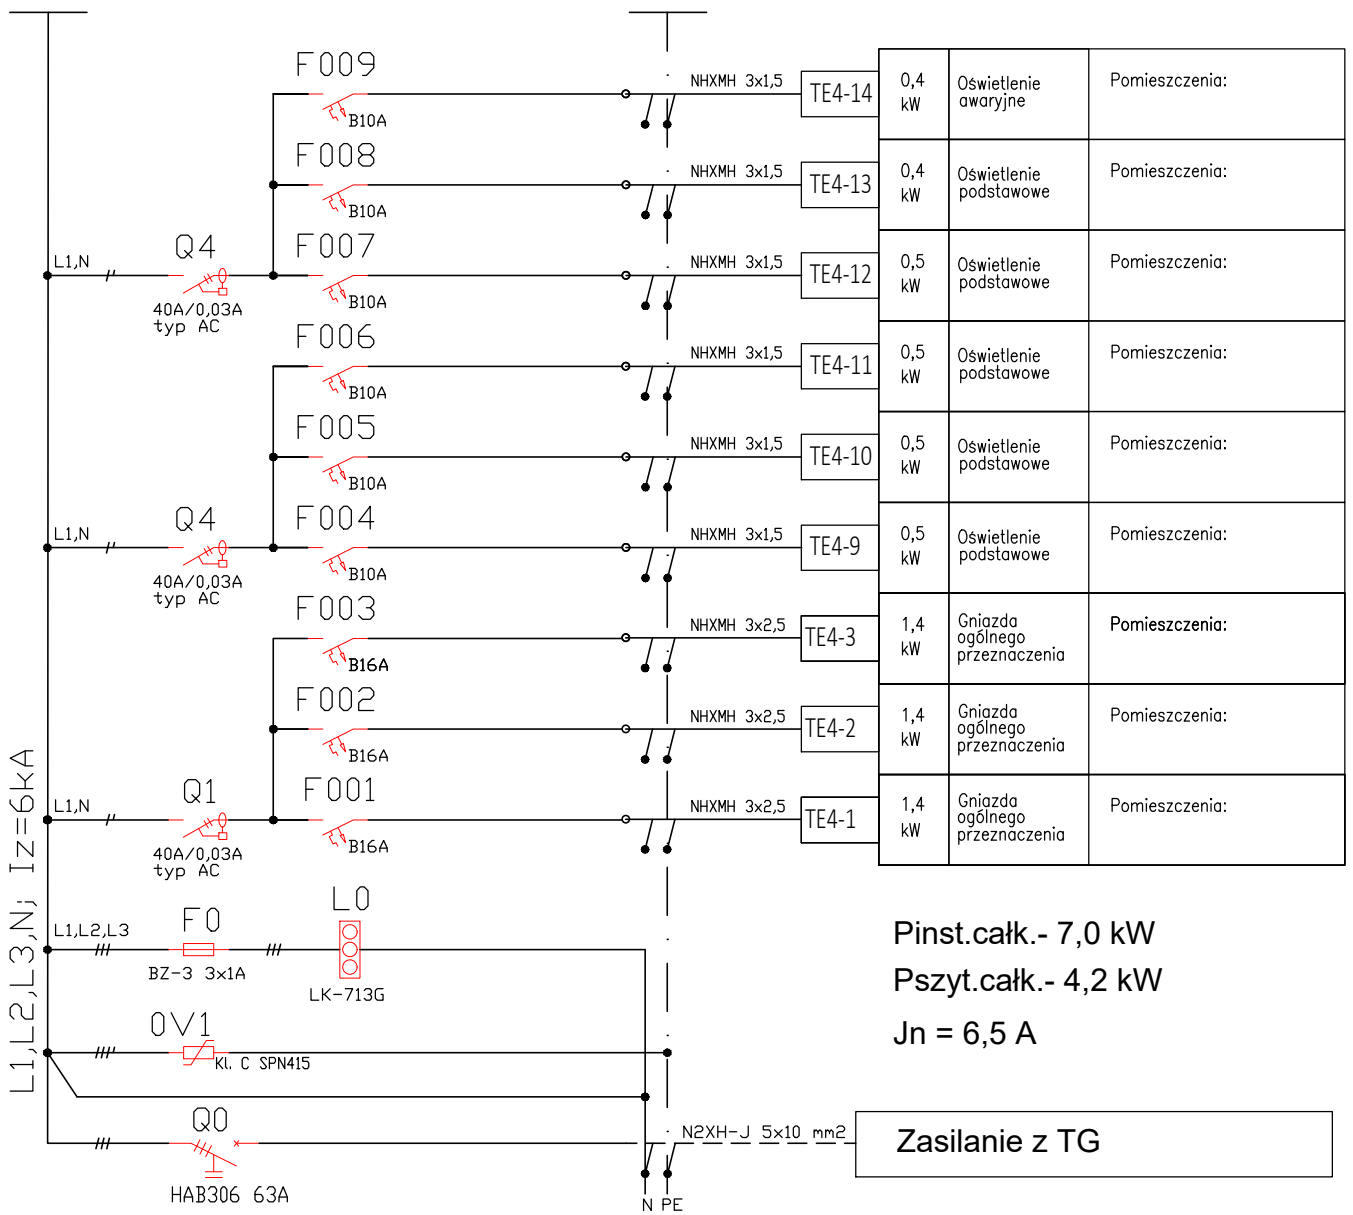 F009
B10A
NHXMH 3x1,5
TE4-14
0,4
kW
Oświetlenie
awaryjne
Pomieszczenia:
F008
B10A
NHXMH 3x1,5
TE4-13
0,4
kW
Oświetlenie
podstawowe
Pomieszczenia:
L1,N
Q4
40A/0,03A
typ AC
F007
B10A
NHXMH 3x1,5
TE4-12
0,5
kW
Oświetlenie
podstawowe
Pomieszczenia:
F006
B10A
NHXMH 3x1,5
TE4-11
0,5
kW
Oświetlenie
podstawowe
Pomieszczenia:
F005
B10A
NHXMH 3x1,5
TE4-10
0,5
kW
Oświetlenie
podstawowe
Pomieszczenia:
L1,N
Q4
40A/0,03A
typ AC
F004
B10A
NHXMH 3x1,5
TE4-9
0,5
kW
Oświetlenie
podstawowe
Pomieszczenia:
F003
B16A
NHXMH 3x2,5
TE4-3
1,4
kW
Gniazda
ogólnego
przeznaczenia
Pomieszczenia:
F002
B16A
NHXMH 3x2,5
TE4-2
1,4
kW
Gniazda
ogólnego
przeznaczenia
Pomieszczenia:
L1,N
Q1
40A/0,03A
typ AC
F001
B16A
NHXMH 3x2,5
TE4-1
1,4
kW
Gniazda
ogólnego
przeznaczenia
Pomieszczenia:
L1,L2,L3,N; Iz=6kA
L1,L2,L3
F0
BZ-3 3x1A
L0
LK-713G
0V1
Kl. C SPN415
Q0
HAB306 63A
N2XH-J 5x10 mm2
N PE
Pinst.całk.- 7,0 kW
Pszyt.całk.- 4,2 kW
Jn = 6,5 A
Zasilanie z TG